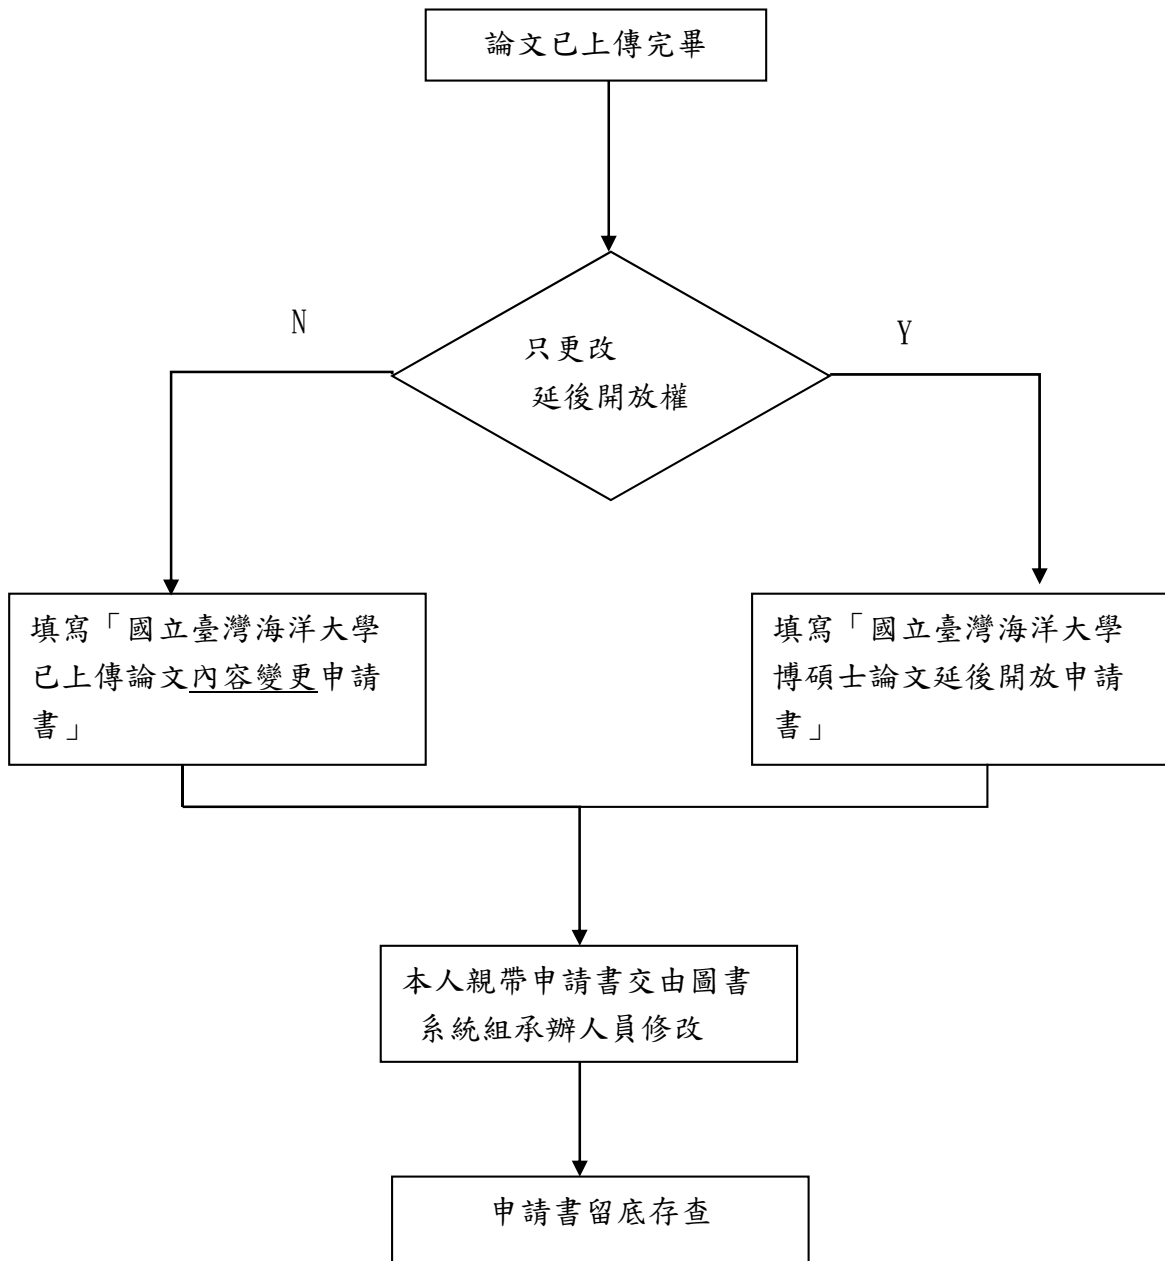 論文已上傳完畢
N
Y
只更改
延後開放權
填寫「國立臺灣海洋大學
已上傳論文內容變更申請
書」
填寫「國立臺灣海洋大學
博碩士論文延後開放申請
書」
本人親帶申請書交由圖書
系統組承辦人員修改
申請書留底存查